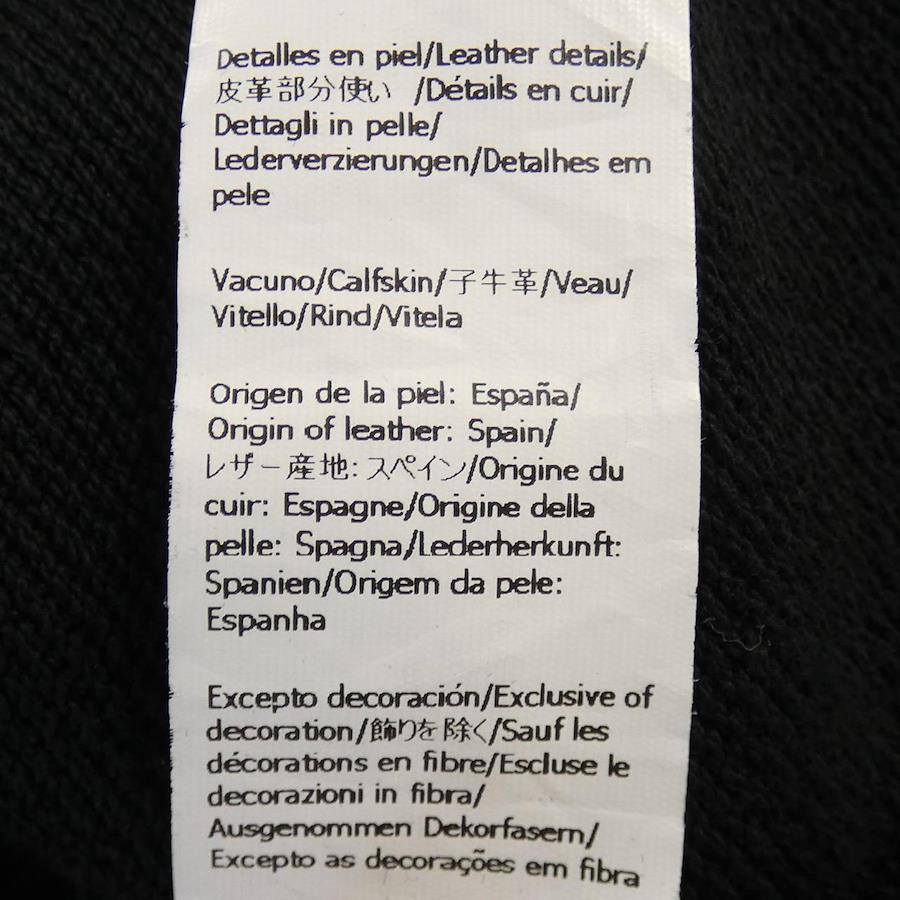 Detalles en piel/Leather details/
皮革部分使い /Détails en cuir/
Dettagli in pelle/
Lederverzierungen/Detalhes em
pele
Vacuno/Calfskin/子牛革/Veau/
Vitello/Rind/Vitela
Origen de la piel: España/
Origin of leather: Spain/
レザー産地: スペイン/Origine du
cuir: Espagne/Origine della
pelle: Spagna/Lederherkunft:
Spanien/Origem da pele:
Espanha
Excepto decoración/Exclusive of
decoration/飾りを除く/Sauf les
décorations en fibre/Escluse le
decorazioni in fibra/
Ausgenommen Dekorfasern/
Excepto as decorações em fibra